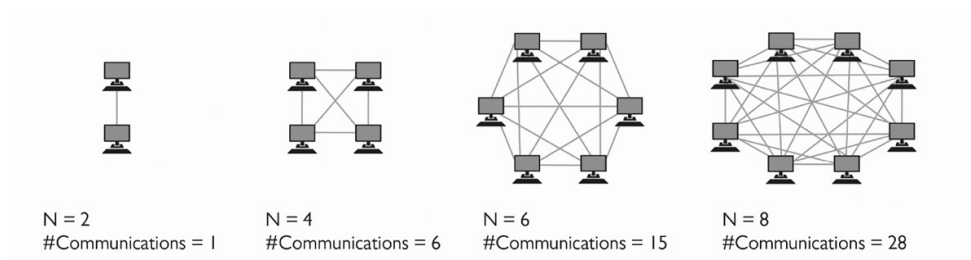 N = 2
#Communications = 1
N = 4
#Communications = 6
N = 6
#Communications = 15
N = 8
#Communications = 28